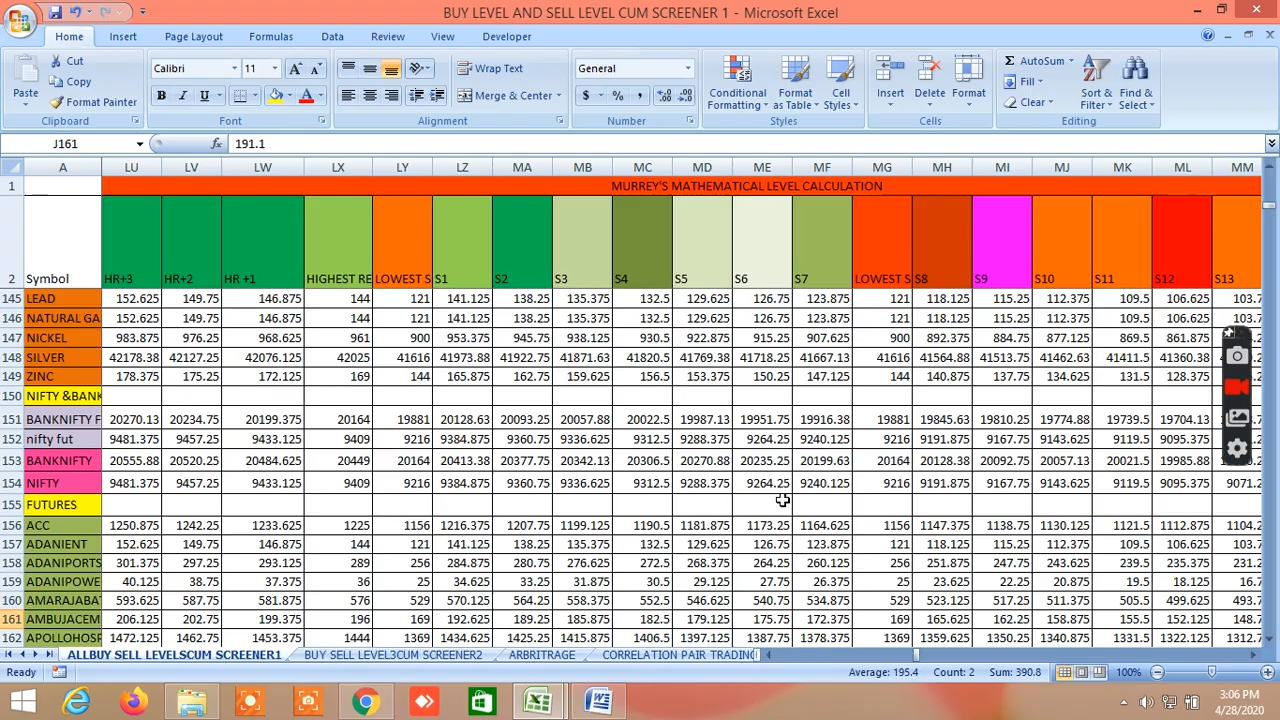 BUY LEVEL AND SELL LEVEL CUM SCREENER 1 - Microsoft Excel
Home Insert Page Layout Formulas Data Review View Developer
Paste Cut Copy Format Painter
Calibri 11 Wrap Text Merge & Center General
Conditional Formatting Format as Table Cell Styles Insert Delete Format
AutoSum Fill Clear Sort & Filter Find & Select
Clipboard Font Alignment Number Styles Cells Editing
J161 191.1
A LU LV LW LX LY LZ MA MB MC MD ME MF MG MH MI MJ MK ML MM
1 MURREY'S MATHEMATICAL LEVEL CALCULATION
2 Symbol HR+3 HR+2 HR +1 HIGHEST RE LOWEST S S1 S2 S3 S4 S5 S6 S7 LOWEST S S8 S9 S10 S11 S12 S13
145 LEAD 152.625 149.75 146.875 144 121 141.125 138.25 135.375 132.5 129.625 126.75 123.875 121 118.125 115.25 112.375 109.5 106.625 103.7
146 NATURAL GA 152.625 149.75 146.875 144 121 141.125 138.25 135.375 132.5 129.625 126.75 123.875 121 118.125 115.25 112.375 109.5 106.625 103.7
147 NICKEL 983.875 976.25 968.625 961 900 953.375 945.75 938.125 930.5 922.875 915.25 907.625 900 892.375 884.75 877.125 869.5 861.875
148 SILVER 42178.38 42127.25 42076.125 42025 41616 41973.88 41922.75 41871.63 41820.5 41769.38 41718.25 41667.13 41616 41564.88 41513.75 41462.63 41411.5 41360.38
149 ZINC 178.375 175.25 172.125 169 144 165.875 162.75 159.625 156.5 153.375 150.25 147.125 144 140.875 137.75 134.625 131.5 128.375
150 NIFTY &BANK
151 BANKNIFTY F 20270.13 20234.75 20199.375 20164 19881 20128.63 20093.25 20057.88 20022.5 19987.13 19951.75 19916.38 19881 19845.63 19810.25 19774.88 19739.5 19704.13
152 nifty fut 9481.375 9457.25 9433.125 9409 9216 9384.875 9360.75 9336.625 9312.5 9288.375 9264.25 9240.125 9216 9191.875 9167.75 9143.625 9119.5 9095.375
153 BANKNIFTY 20555.88 20520.25 20484.625 20449 20164 20413.38 20377.75 20342.13 20306.5 20270.88 20235.25 20199.63 20164 20128.38 20092.75 20057.13 20021.5 19985.88
154 NIFTY 9481.375 9457.25 9433.125 9409 9216 9384.875 9360.75 9336.625 9312.5 9288.375 9264.25 9240.125 9216 9191.875 9167.75 9143.625 9119.5 9095.375 9071.2
155 FUTURES
156 ACC 1250.875 1242.25 1233.625 1225 1156 1216.375 1207.75 1199.125 1190.5 1181.875 1173.25 1164.625 1156 1147.375 1138.75 1130.125 1121.5 1112.875 1104.2
157 ADANIENT 152.625 149.75 146.875 144 121 141.125 138.25 135.375 132.5 129.625 126.75 123.875 121 118.125 115.25 112.375 109.5 106.625 103.7
158 ADANIPORTS 301.375 297.25 293.125 289 256 284.875 280.75 276.625 272.5 268.375 264.25 260.125 256 251.875 247.75 243.625 239.5 235.375 231.2
159 ADANIPOWE 40.125 38.75 37.375 36 25 34.625 33.25 31.875 30.5 29.125 27.75 26.375 25 23.625 22.25 20.875 19.5 18.125 16.7
160 AMARAJABAT 593.625 587.75 581.875 576 529 570.125 564.25 558.375 552.5 546.625 540.75 534.875 529 523.125 517.25 511.375 505.5 499.625 493.7
161 AMBUJACEM 206.125 202.75 199.375 196 169 192.625 189.25 185.875 182.5 179.125 175.75 172.375 169 165.625 162.25 158.875 155.5 152.125 148.7
162 APOLLOHOSP 1472.125 1462.75 1453.375 1444 1369 1434.625 1425.25 1415.875 1406.5 1397.125 1387.75 1378.375 1369 1359.625 1350.25 1340.875 1331.5 1322.125 1312.7
ALLBUY SELL LEVELSCUM SCREENER1 BUY SELL LEVEL3CUM SCREENER2 ARBRITRAGE CORRELATION PAIR TRADING
Ready Average: 195.4 Count: 2 Sum: 390.8 100%
3:06 PM
4/28/2020